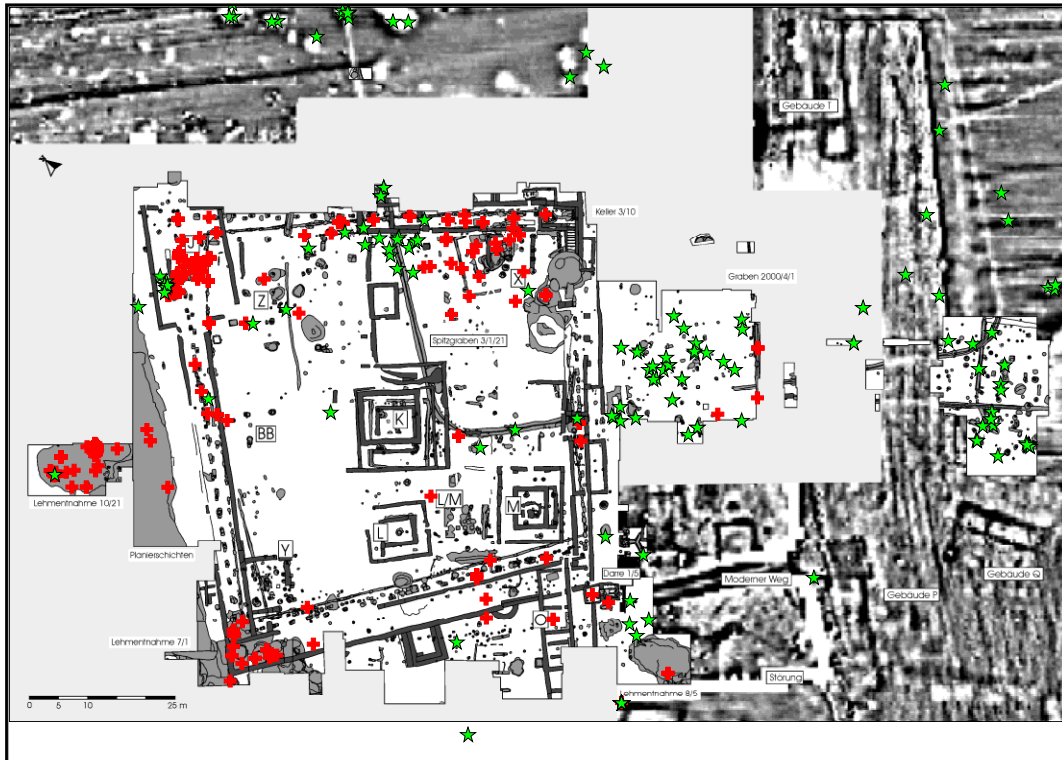 Gebäude T
Keller 3/10
J
Graben 2000/4/1
X
Z
Spitzgraben 3/1/21
K
BB
L/M
M
Lehmentnahme 10/21
L
Y
Planierschichten
Darre 1/5
Moderner Weg
Gebäude Q
Gebäude P
O
Lehmentnahme 7/1
Störung
Lehmentnahme 8/5
0 5 10 25 m